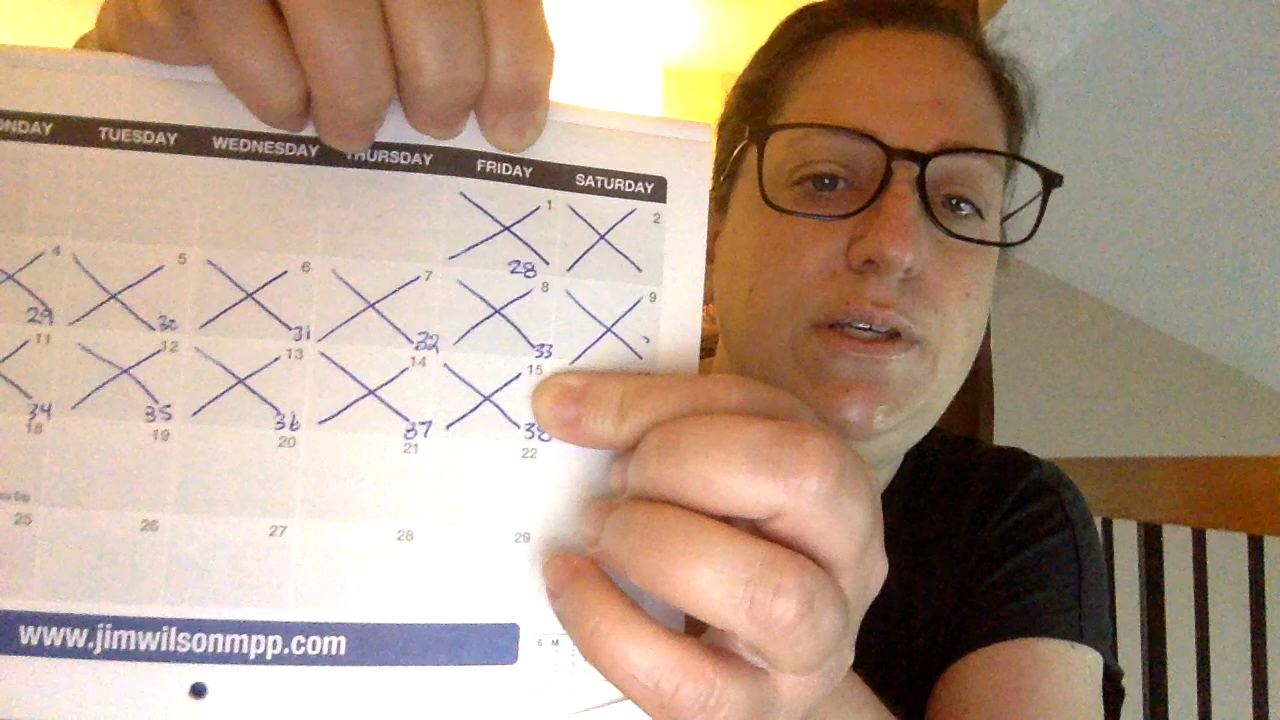 TUESDAY WEDNESDAY THURSDAY FRIDAY SATURDAY
1 2
28
4 5 6 7 8 9
29 30 31 32 33
11 12 13 14 15
34 35 36 37 38
18 19 20 21 22
25 26 27 28 29
www.jimwilsonmpp.com
S M